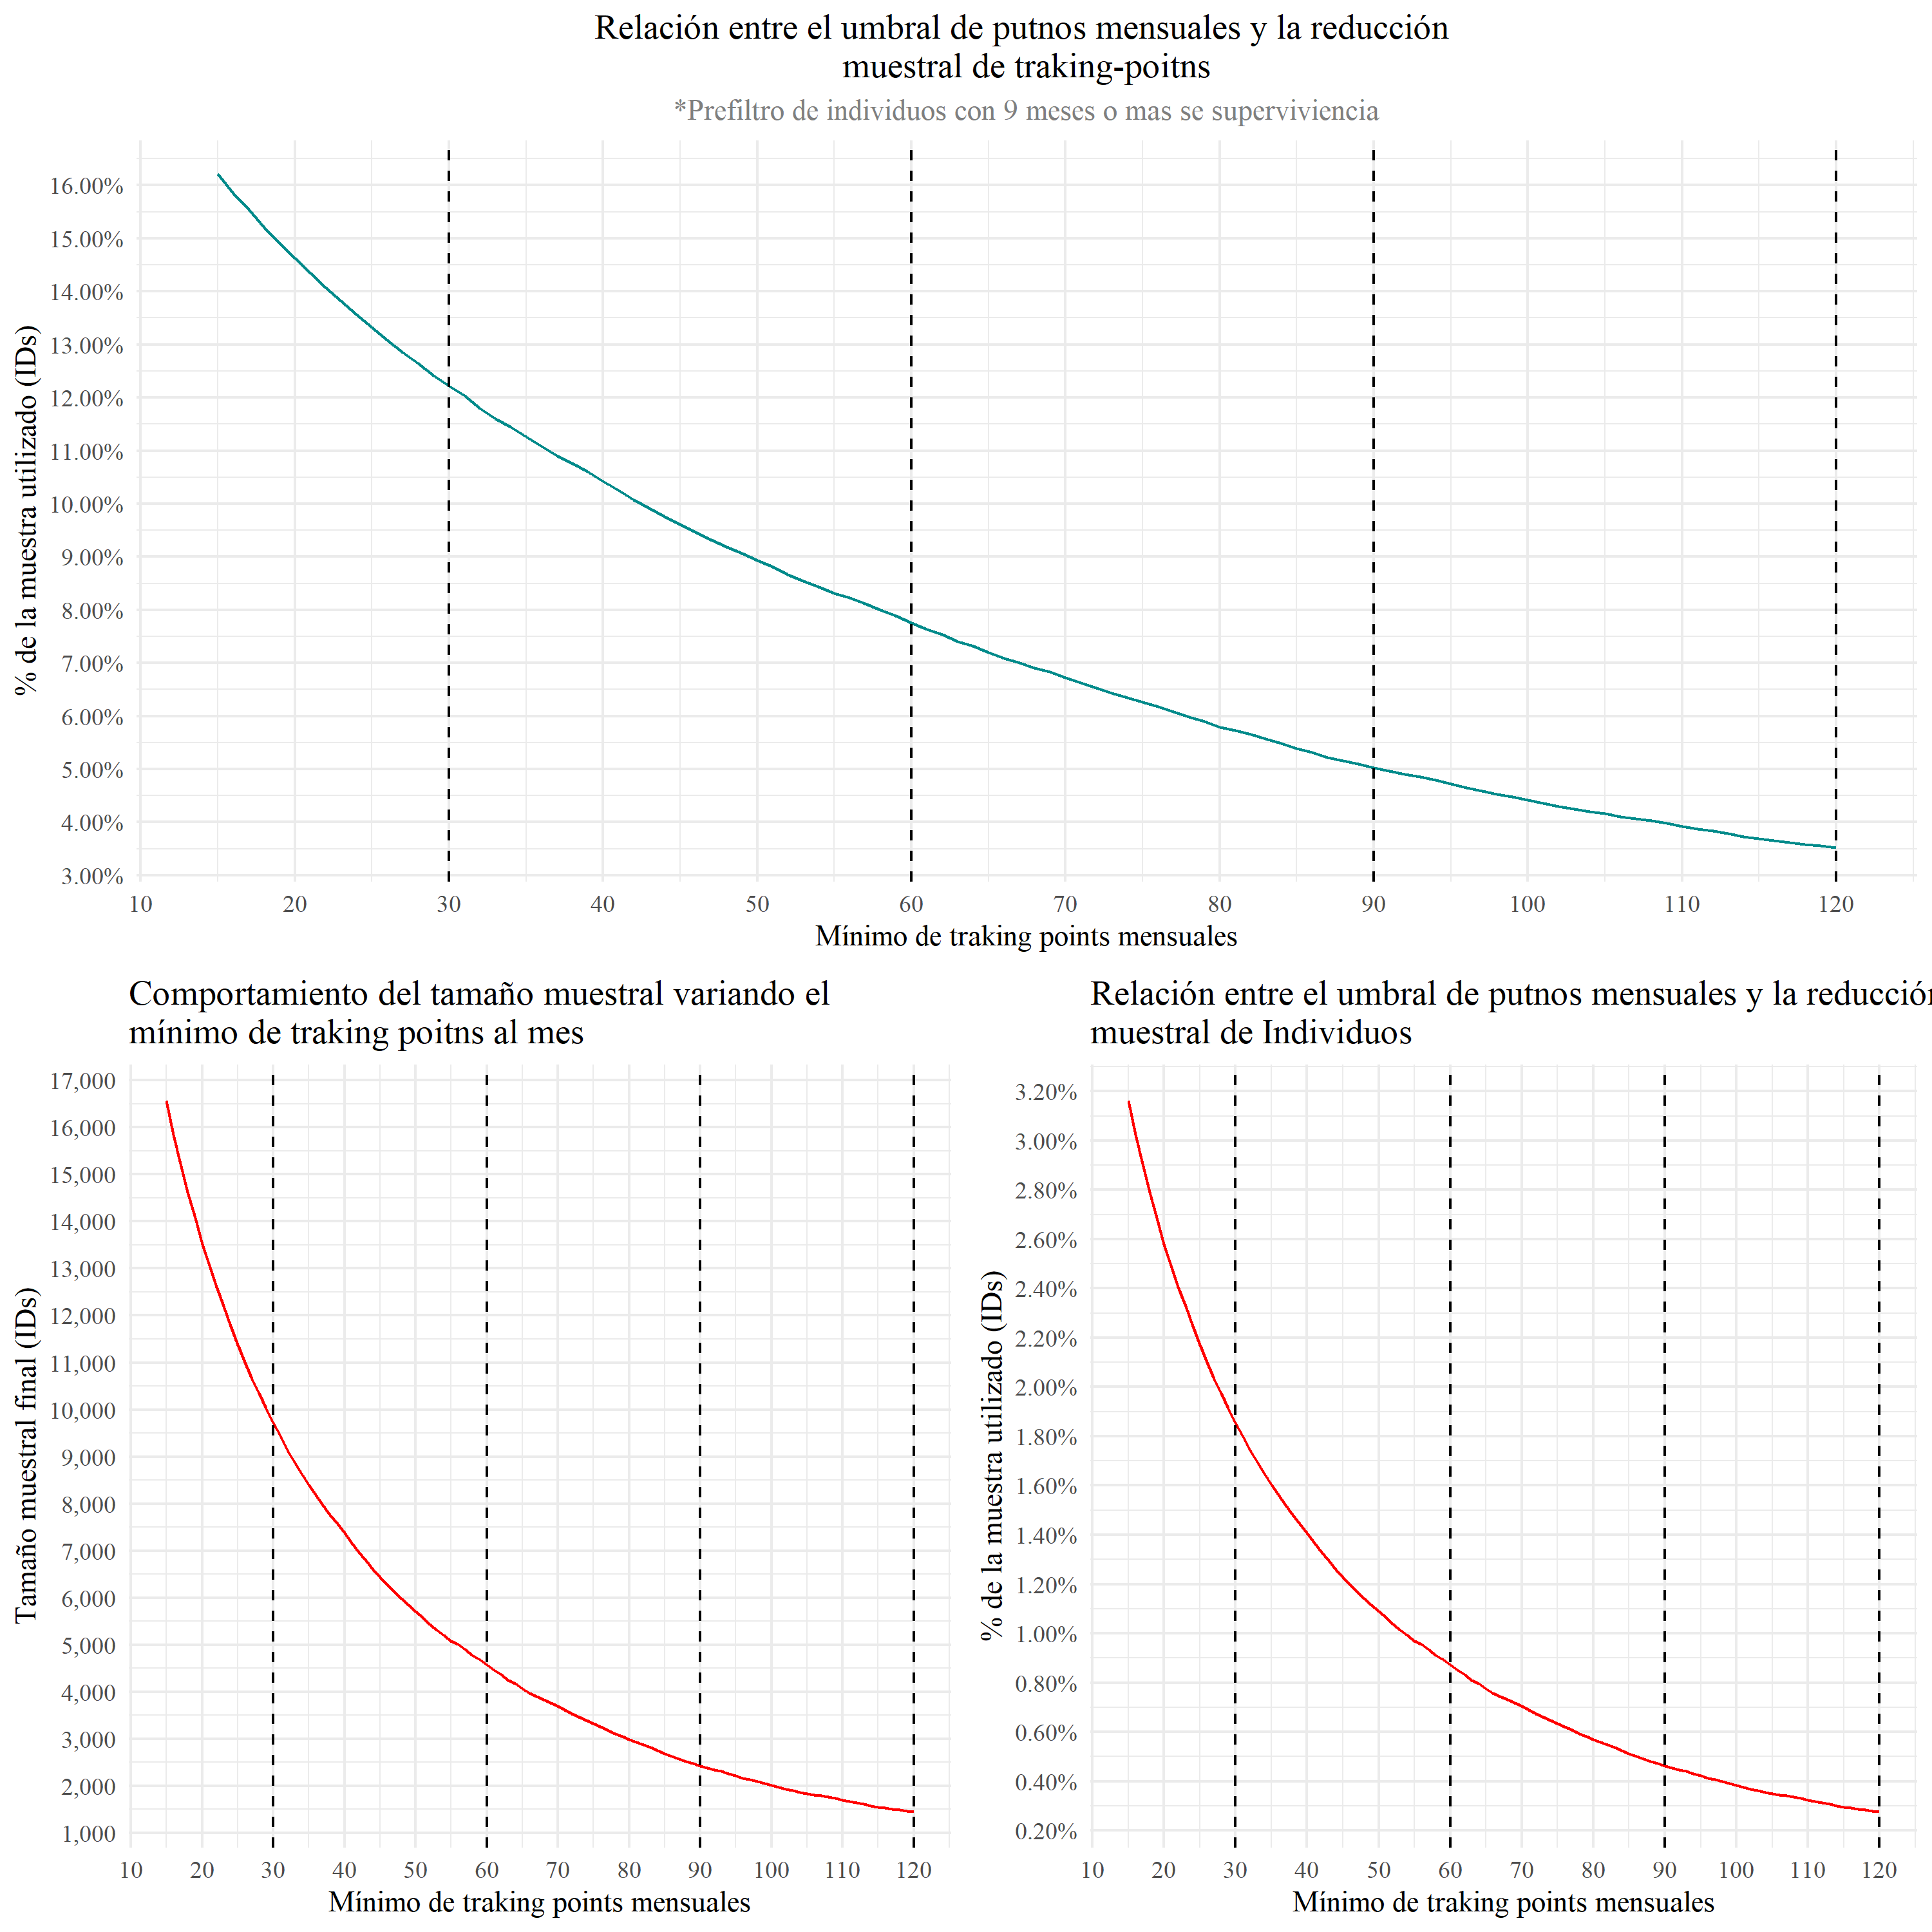 Relación entre el umbral de putnos mensuales y la reducción
muestral de traking-poitns
*Prefiltro de individuos con 9 meses o mas se superviviencia
% de la muestra utilizado (IDs)
16.00%
15.00%
14.00%
13.00%
12.00%
11.00%
10.00%
9.00%
8.00%
7.00%
6.00%
5.00%
4.00%
3.00%
10 20 30 40 50 60 70 80 90 100 110 120
Mínimo de traking points mensuales
Comportamiento del tamaño muestral variando el
mínimo de traking poitns al mes
Tamaño muestral final (IDs)
17,000
16,000
15,000
14,000
13,000
12,000
11,000
10,000
9,000
8,000
7,000
6,000
5,000
4,000
3,000
2,000
1,000
10 20 30 40 50 60 70 80 90 100 110 120
Mínimo de traking points mensuales
Relación entre el umbral de putnos mensuales y la reducción
muestral de Individuos
% de la muestra utilizado (IDs)
3.20%
3.00%
2.80%
2.60%
2.40%
2.20%
2.00%
1.80%
1.60%
1.40%
1.20%
1.00%
0.80%
0.60%
0.40%
0.20%
10 20 30 40 50 60 70 80 90 100 110 120
Mínimo de traking points mensuales